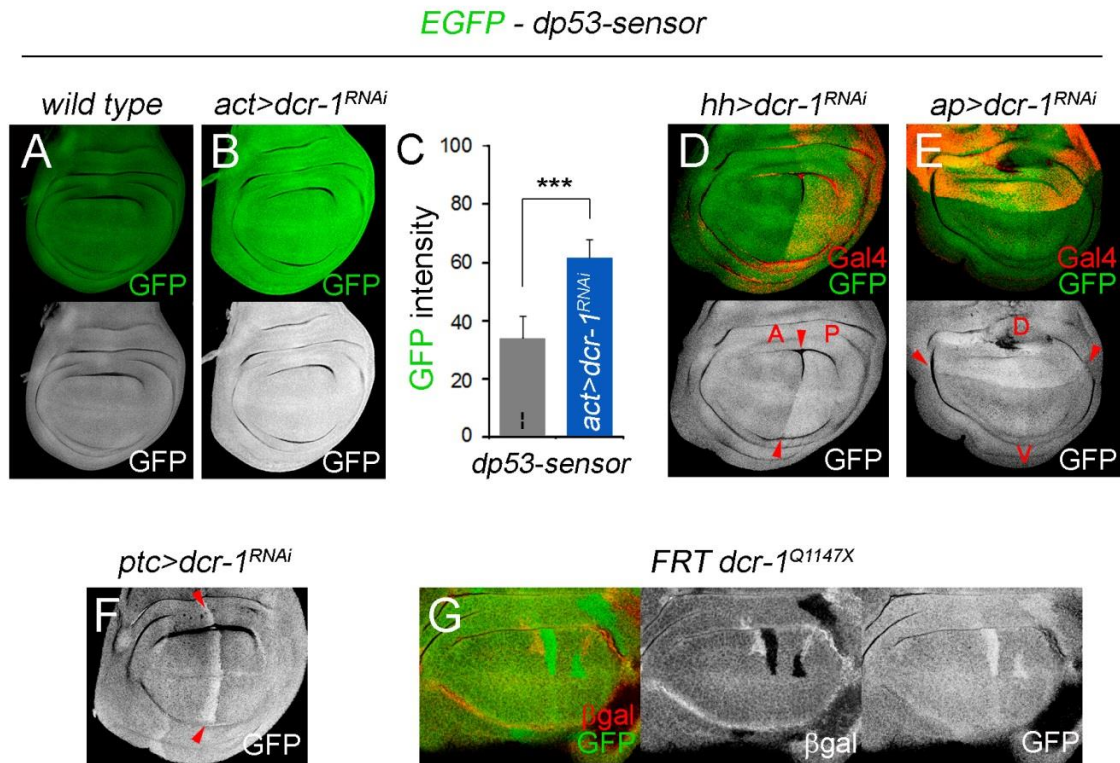 EGFP - dp53-sensor
wild type
act>dcr-1RNAi
hh>dcr-1RNAi
ap>dcr-1RNAi
A
GFP
GFP
B
GFP
GFP
C
GFP intensity
100
80
60
40
20
0
***
--
act>dcr-1RNAi
dp53-sensor
D
Gal4
GFP
A P
GFP
E
Gal4
GFP
D
V
GFP
ptc>dcr-1RNAi
F
GFP
FRT dcr-1Q1147X
G
βgal
GFP
βgal
GFP